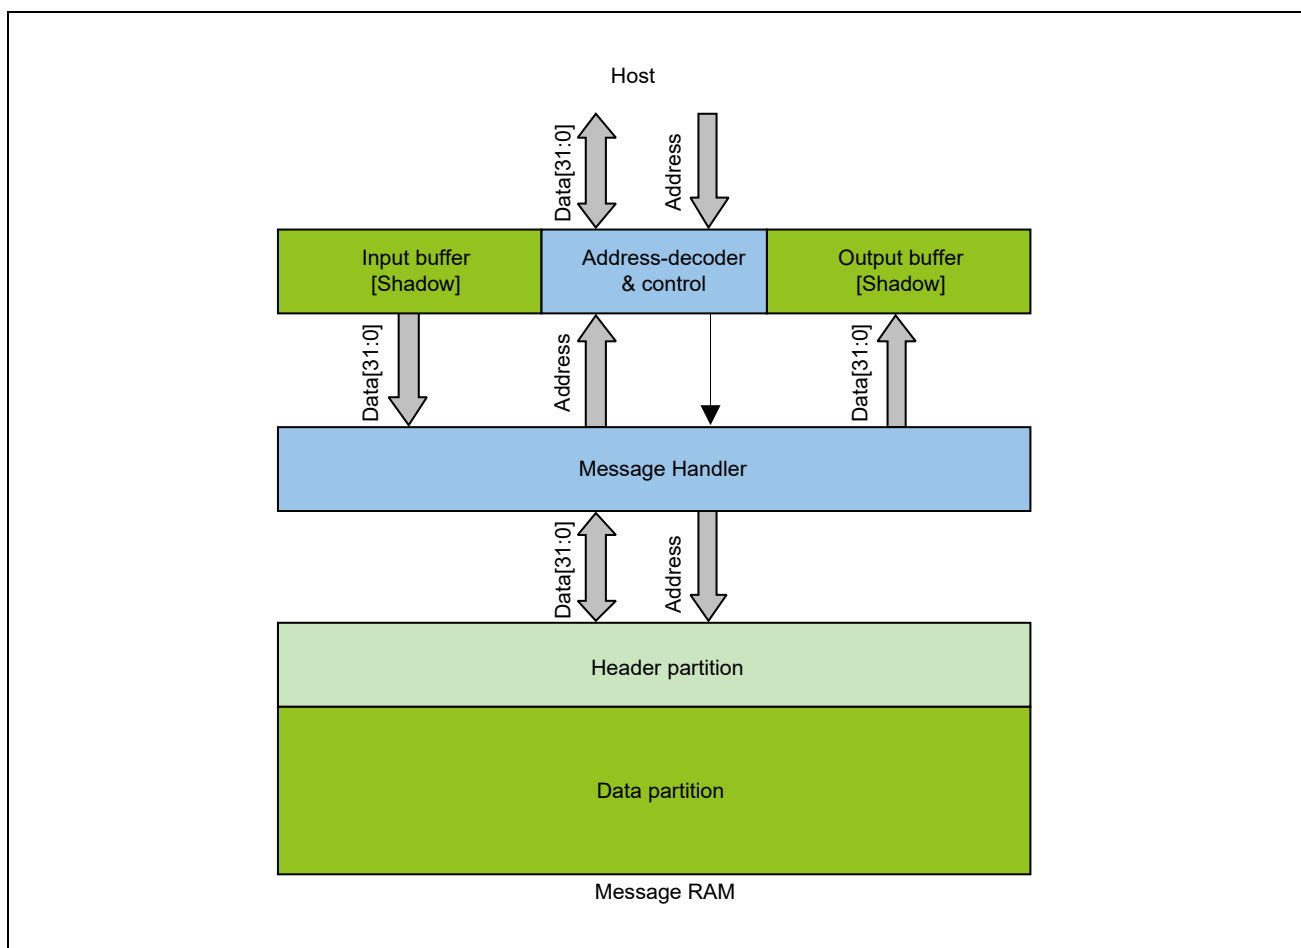 Host
Data[31:0]
Address
Input buffer
[Shadow]
Address-decoder
& control
Output buffer
[Shadow]
Data[31:0]
Address
Data[31:0]
Message Handler
Data[31:0]
Address
Header partition
Data partition
Message RAM